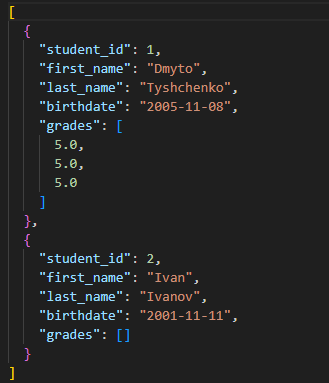 [
  {
    "student_id": 1,
    "first_name": "Dmyto",
    "last_name": "Tyshchenko",
    "birthdate": "2005-11-08",
    "grades": [
      5.0,
      5.0,
      5.0
    ]
  },
  {
    "student_id": 2,
    "first_name": "Ivan",
    "last_name": "Ivanov",
    "birthdate": "2001-11-11",
    "grades": []
  }
]